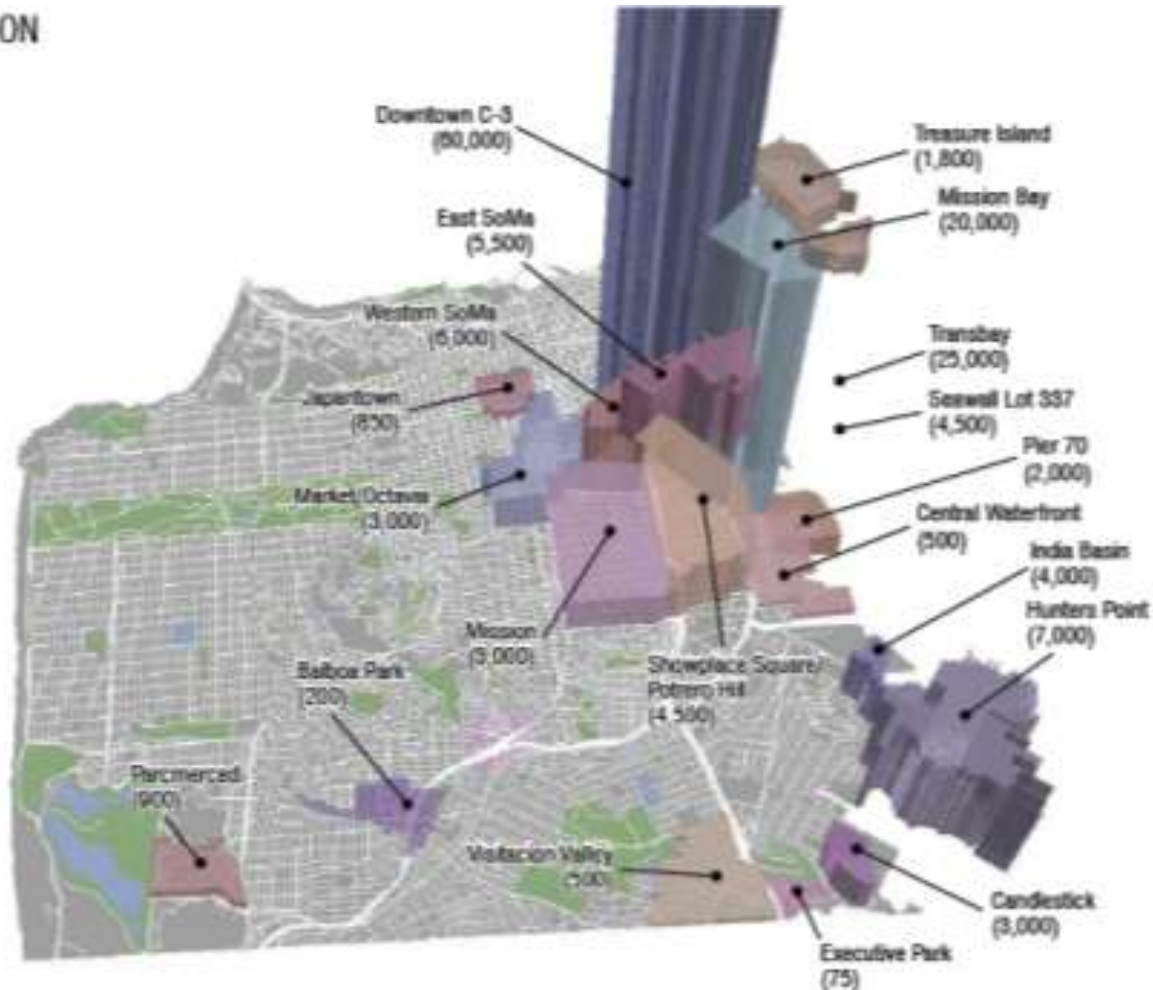 ON
Downtown C-3
(60,000)
Treasure Island
(1,800)
Mission Bay
(20,000)
East SoMa
(5,500)
Western SoMa
(6,000)
Transbay
(25,000)
Japantown
(850)
Seawall Lot 337
(4,500)
Pier 70
(2,000)
Market/Octavia
(3,000)
Central Waterfront
(500)
India Basin
(4,000)
Hunters Point
(7,000)
Mission
Balboa Park
(200)
Showplace Square/
Potrero Hill
(4,500)
Parcmerced
(900)
Visitacion Valley
(500)
Candlestick
(3,000)
Executive Park
(75)